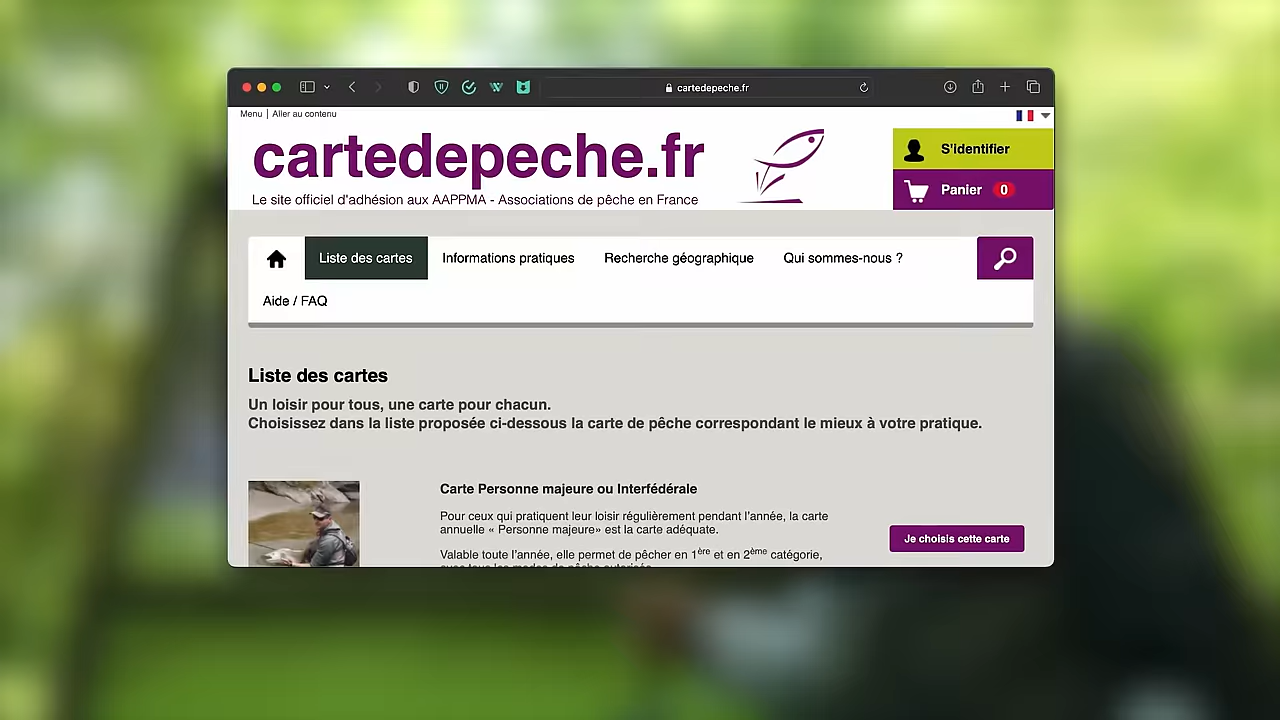 cartedepeche.fr
Menu | Aller au contenu
cartedepeche.fr
Le site officiel d'adhésion aux AAPPMA - Associations de pêche en France
S'identifier
Panier 0
Liste des cartes
Informations pratiques
Recherche géographique
Qui sommes-nous ?
Aide / FAQ
Liste des cartes
Un loisir pour tous, une carte pour chacun.
Choisissez dans la liste proposée ci-dessous la carte de pêche correspondant le mieux à votre pratique.
Carte Personne majeure ou Interfédérale
Pour ceux qui pratiquent leur loisir régulièrement pendant l'année, la carte
annuelle « Personne majeure» est la carte adéquate.
Je choisis cette carte
Valable toute l'année, elle permet de pêcher en 1ère et en 2ème catégorie,